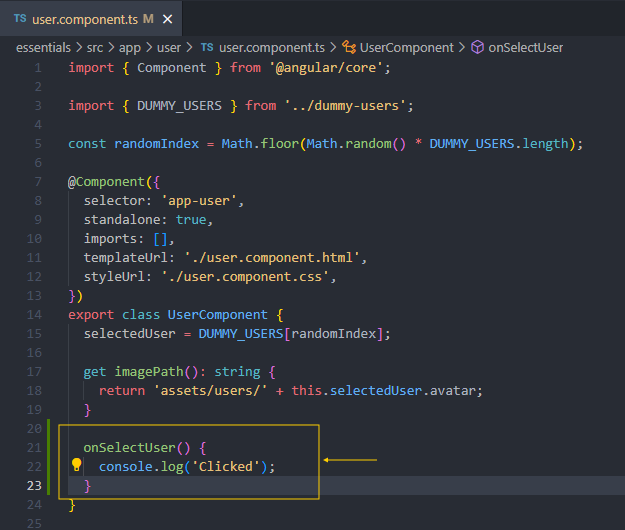 TS user.component.ts M ×
essentials > src > app > user > TS user.component.ts > UserComponent > onSelectUser
1 import { Component } from '@angular/core';
2
3 import { DUMMY_USERS } from '../dummy-users';
4
5 const randomIndex = Math.floor(Math.random() * DUMMY_USERS.length);
6
7 @Component({
8 selector: 'app-user',
9 standalone: true,
10 imports: [],
11 templateUrl: './user.component.html',
12 styleUrl: './user.component.css',
13 })
14 export class UserComponent {
15 selectedUser = DUMMY_USERS[randomIndex];
16
17 get imagePath(): string {
18 return 'assets/users/' + this.selectedUser.avatar;
19 }
20
21 onSelectUser() {
22 console.log('Clicked');
23 }
24 }
25